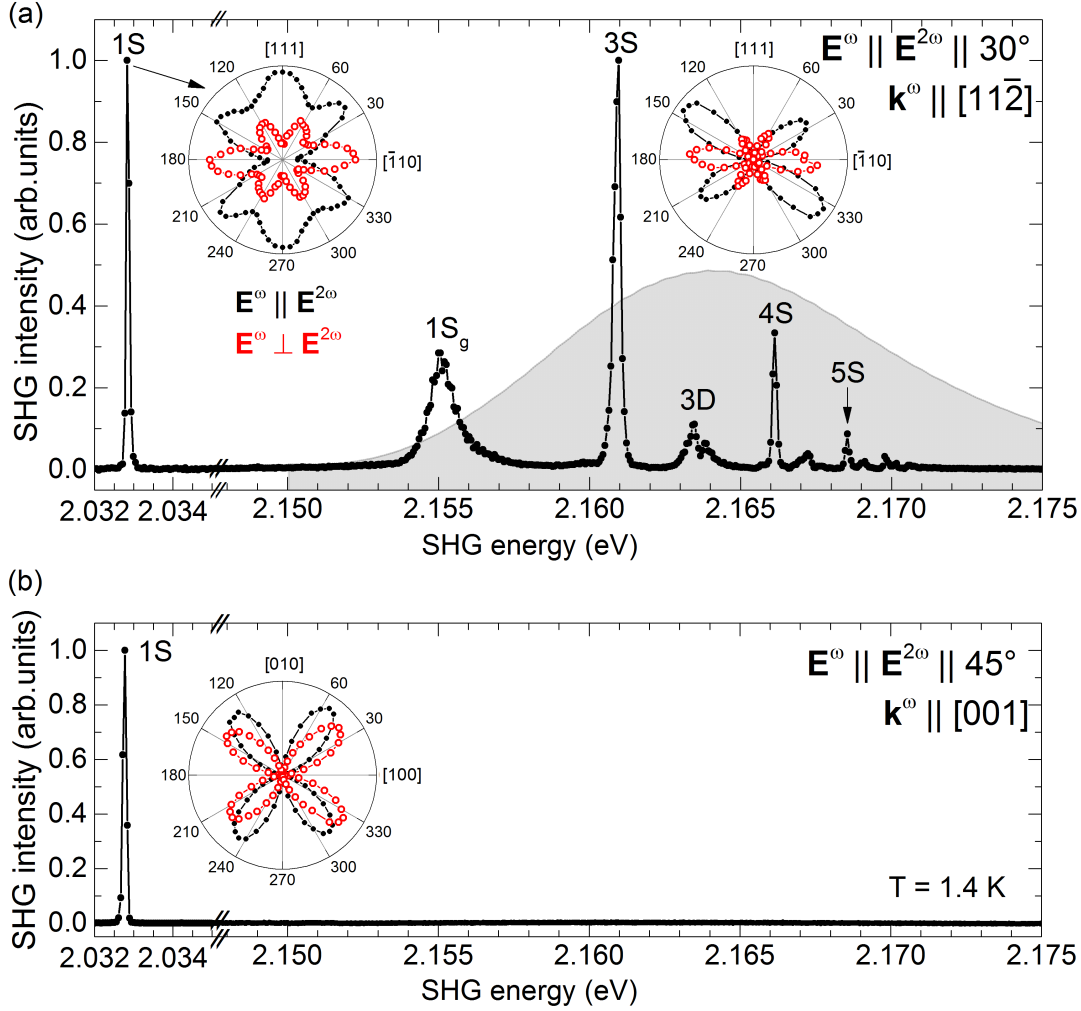 (a)
1S
3S
E^ω || E^2ω || 30°
k^ω || [112̅]
[111]
120
60
150
30
180
[1̅10]
210
330
240
300
270
[111]
120
60
150
30
180
[1̅10]
210
330
240
300
270
E^ω || E^2ω
E^ω ⊥ E^2ω
1S_g
3D
4S
5S
SHG intensity (arb.units)
1.0
0.8
0.6
0.4
0.2
0.0
2.032 2.034 2.150 2.155 2.160 2.165 2.170 2.175
SHG energy (eV)
(b)
1S
E^ω || E^2ω || 45°
k^ω || [001]
[010]
120
60
150
30
180
[100]
210
330
240
300
270
T = 1.4 K
SHG intensity (arb.units)
1.0
0.8
0.6
0.4
0.2
0.0
2.032 2.034 2.150 2.155 2.160 2.165 2.170 2.175
SHG energy (eV)